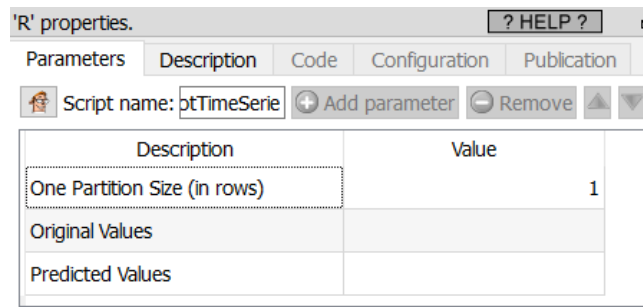 'R' properties.
? HELP ?
Parameters
Description
Code
Configuration
Publication
Script name: otTimeSerie
Add parameter
Remove
Description
Value
One Partition Size (in rows)
1
Original Values
Predicted Values